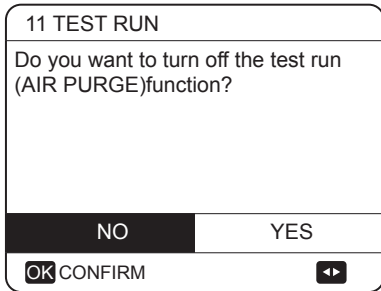 11 TEST RUN
Do you want to turn off the test run
(AIR PURGE)function?
NO YES
OK CONFIRM